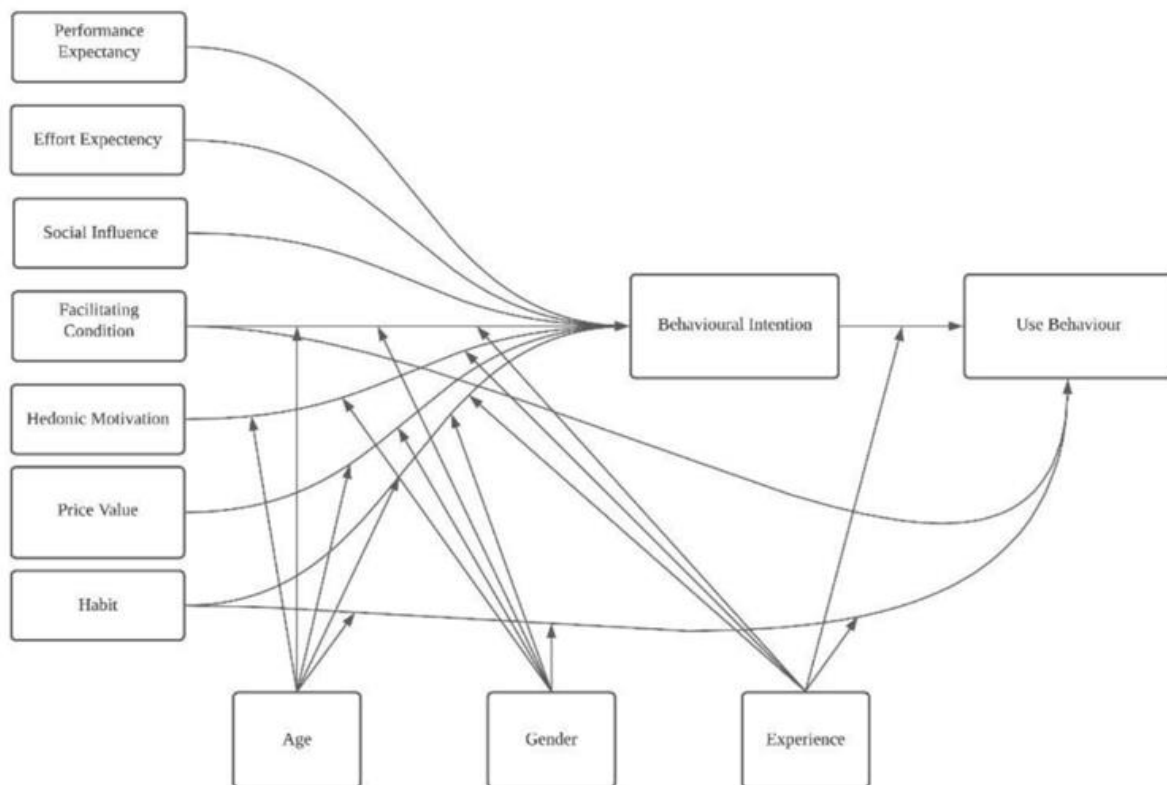 Performance
Expectancy
Effort Expectency
Social Influence
Facilitating
Condition
Behavioural Intention
Use Behaviour
Hedonic Motivation
Price Value
Habit
Age
Gender
Experience